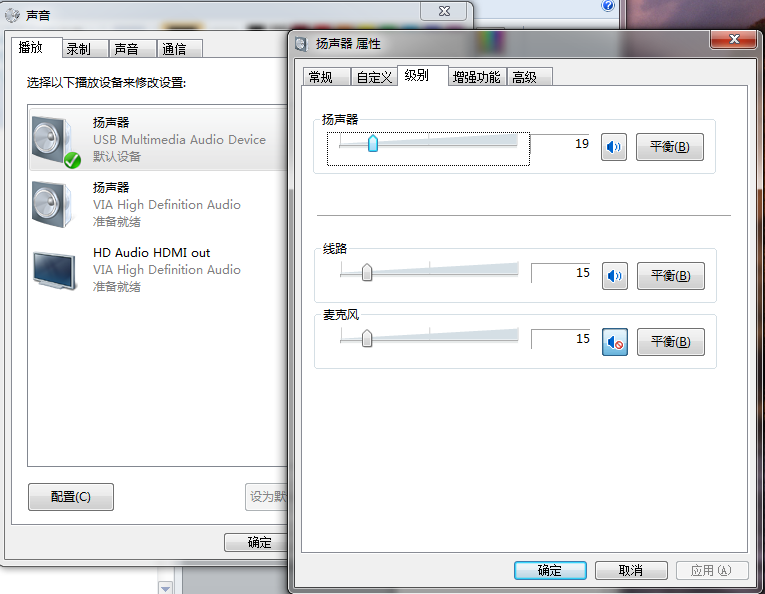 声音
播放
录制
声音
通信
选择以下播放设备来修改设置:
扬声器
USB Multimedia Audio Device
默认设备
扬声器
VIA High Definition Audio
准备就绪
HD Audio HDMI out
VIA High Definition Audio
准备就绪
配置(C)
设为默
确定
扬声器 属性
常规
自定义
级别
增强功能
高级
扬声器
19
平衡(B)
线路
15
平衡(B)
麦克风
15
平衡(B)
确定
取消
应用(A)